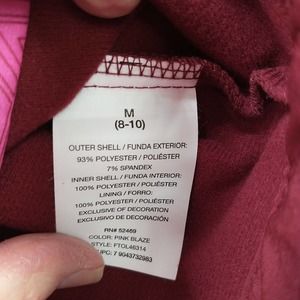 M
(8-10)
OUTER SHELL / FUNDA EXTERIOR:
93% POLYESTER / POLIÉSTER
7% SPANDEX
INNER SHELL / FUNDA INTERIOR:
100% POLYESTER / POLIÉSTER
LINING / FORRO:
100% POLYESTER / POLIÉSTER
EXCLUSIVE OF DECORATION
EXCLUSIVO DE DECORACIÓN
RN# 52469
COLOR: PINK BLAZE
STYLE: FTOL46314
UPC: 7 9043732983